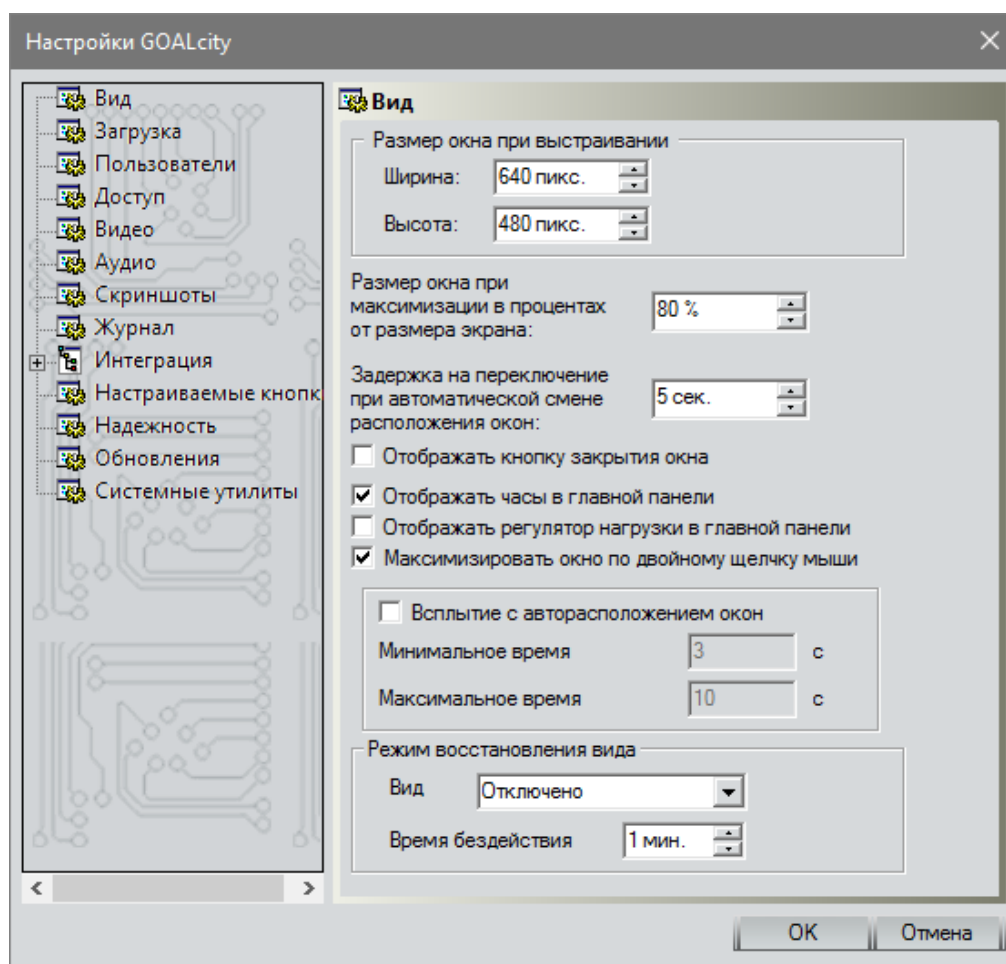 Настройки GOALcity
Вид
Загрузка
Пользователи
Доступ
Видео
Аудио
Скриншоты
Журнал
Интеграция
Настраиваемые кнопк
Надежность
Обновления
Системные утилиты
Вид
Размер окна при выстраивании
Ширина: 640 пикс.
Высота: 480 пикс.
Размер окна при
максимизации в процентах
от размера экрана:
80 %
Задержка на переключение
при автоматической смене
расположения окон:
5 сек.
Отображать кнопку закрытия окна
Отображать часы в главной панели
Отображать регулятор нагрузки в главной панели
Максимизировать окно по двойному щелчку мыши
Всплытие с авторасположением окон
Минимальное время 3 с
Максимальное время 10 с
Режим восстановления вида
Вид Отключено
Время бездействия 1 мин.
OK Отмена